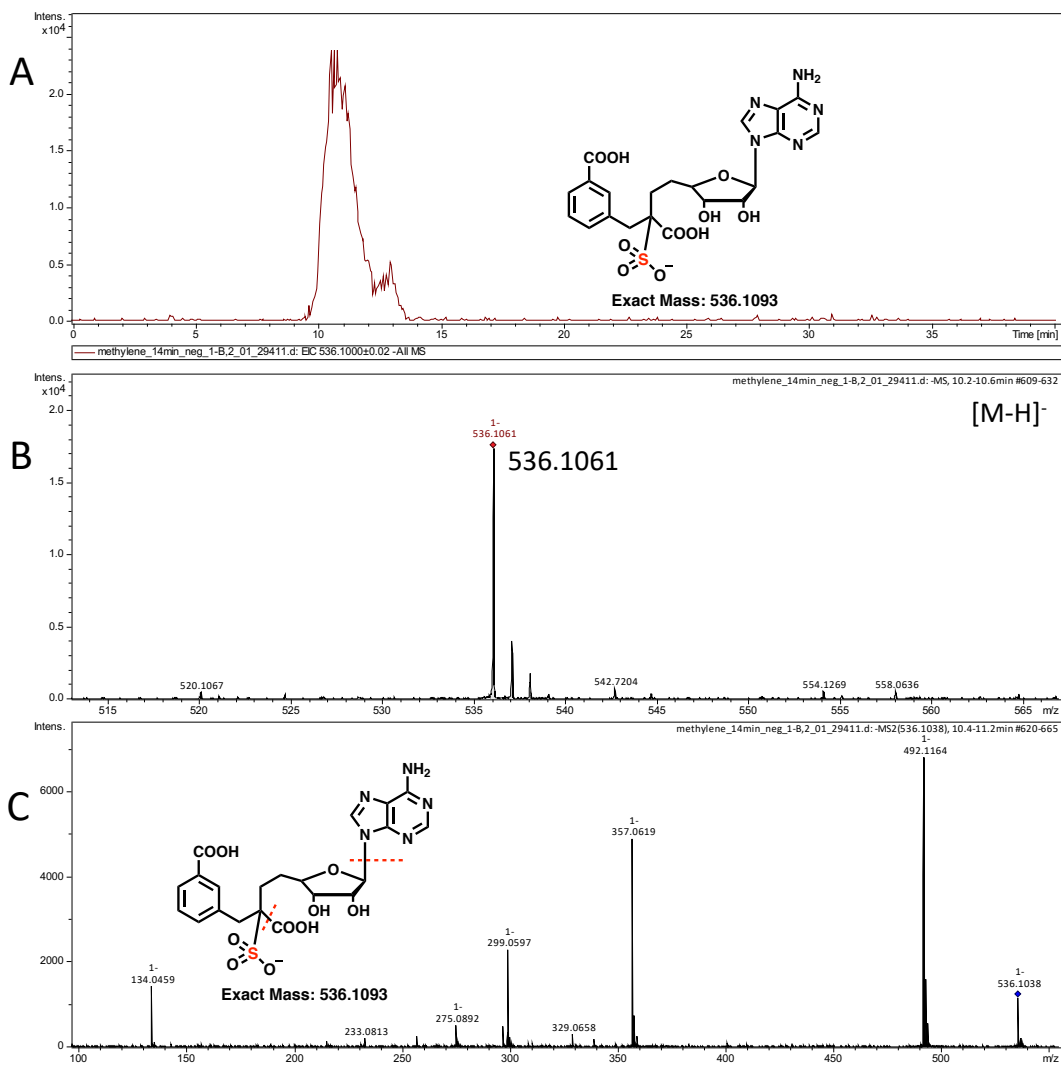 Intens.
x10⁴
A
2.0
1.5
1.0
0.5
0.0
0
5
10
15
20
25
30
35
Time [min]
NH₂
N
N
N
N
COOH
O
OH
OH
COOH
O
S
O
O⁻
Exact Mass: 536.1093
methylene_14min_neg_1-B,2_01_29411.d: EIC 536.1000±0.02 -All MS
Intens.
x10⁴
methylene_14min_neg_1-B,2_01_29411.d: -MS, 10.2-10.6min #609-632
[M-H]⁻
B
2.0
1.5
1.0
0.5
0.0
1-
536.1061
536.1061
520.1067
542.7204
554.1269
558.0636
515
520
525
530
535
540
545
550
555
560
565
m/z
Intens.
methylene_14min_neg_1-B,2_01_29411.d: -MS2(536.1038), 10.4-11.2min #620-665
C
6000
4000
2000
0
1-
492.1164
1-
357.0619
1-
299.0597
1-
134.0459
1-
275.0892
233.0813
329.0658
1-
536.1038
NH₂
N
N
N
N
COOH
O
OH
OH
COOH
O
S
O
O⁻
Exact Mass: 536.1093
100
150
200
250
300
350
400
450
500
m/z